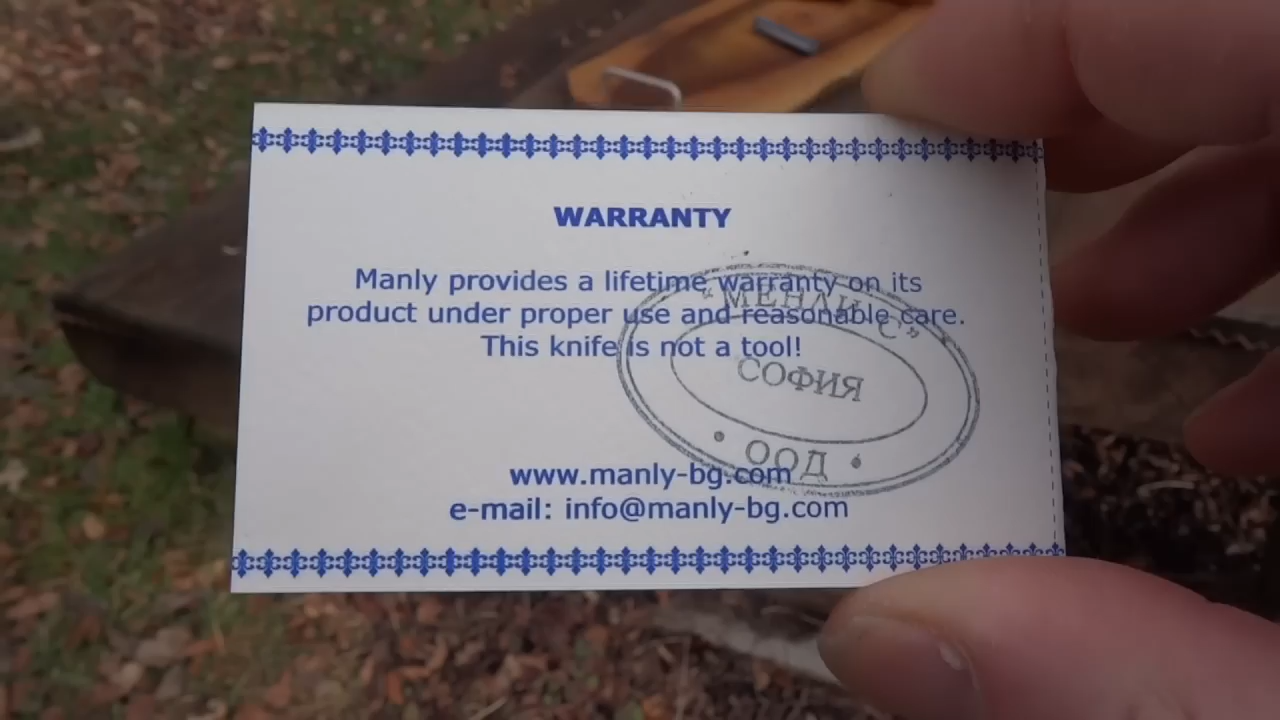 WARRANTY
Manly provides a lifetime warranty on its
product under proper use and reasonable care.
This knife is not a tool!
"МЕНЛИ С"
СОФИЯ
• ООД •
www.manly-bg.com
e-mail: info@manly-bg.com